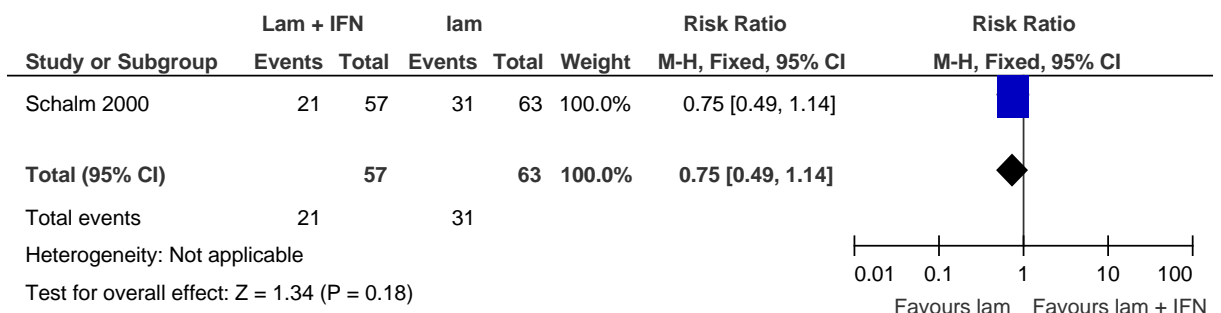 Lam + IFN lam Risk Ratio Risk Ratio
Study or Subgroup Events Total Events Total Weight M-H, Fixed, 95% CI M-H, Fixed, 95% CI
Schalm 2000 21 57 31 63 100.0% 0.75 [0.49, 1.14]
Total (95% CI) 57 63 100.0% 0.75 [0.49, 1.14]
Total events 21 31
Heterogeneity: Not applicable
Test for overall effect: Z = 1.34 (P = 0.18)
0.01 0.1 1 10 100
Favours lam Favours lam + IFN